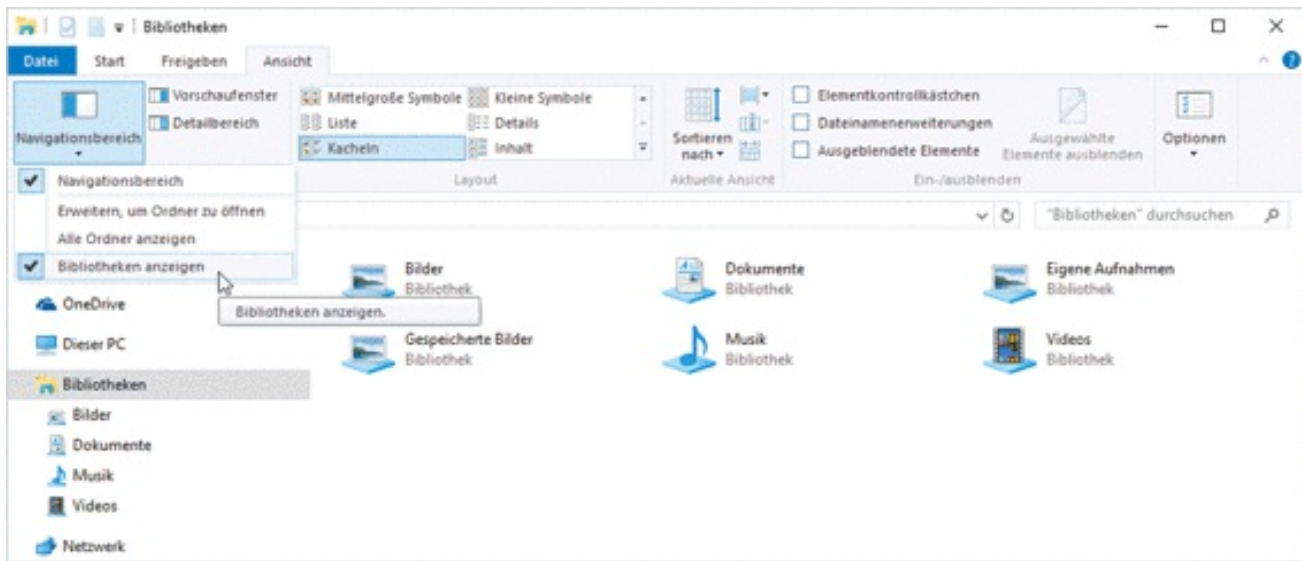 Bibliotheken
Datei Start Freigeben Ansicht
Navigationsbereich
Vorschaufenster
Detailbereich
Mittelgroße Symbole Kleine Symbole
Liste Details
Kacheln Inhalt
Layout
Sortieren nach
Aktuelle Ansicht
Elementkontrollkästchen
Dateinamenerweiterungen
Ausgeblendete Elemente
Ausgewählte
Elemente ausblenden
Ein-/ausblenden
Optionen
Navigationsbereich
Erweitern, um Ordner zu öffnen
Alle Ordner anzeigen
Bibliotheken anzeigen
Bibliotheken anzeigen.
"Bibliotheken" durchsuchen
OneDrive
Dieser PC
Bibliotheken
Bilder
Dokumente
Musik
Videos
Netzwerk
Bilder
Bibliothek
Dokumente
Bibliothek
Eigene Aufnahmen
Bibliothek
Gespeicherte Bilder
Bibliothek
Musik
Bibliothek
Videos
Bibliothek